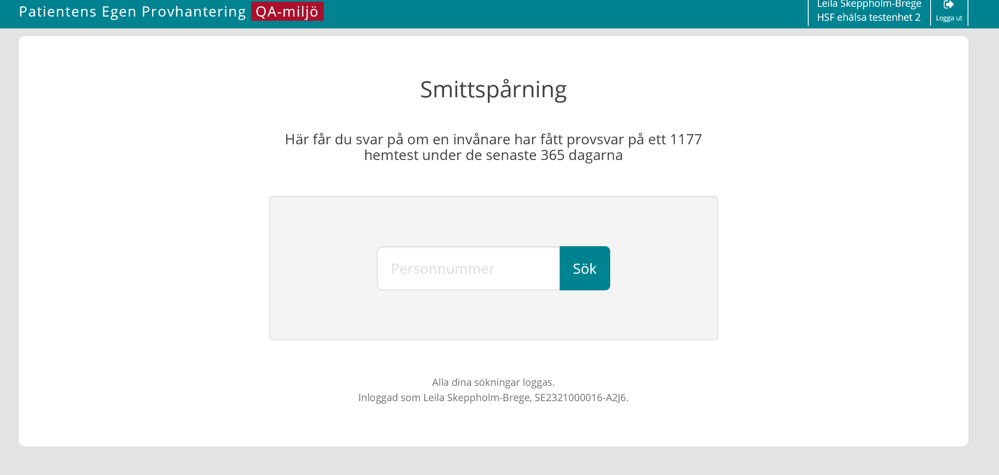 Patientens Egen Provhantering QA-miljö
Leila Skeppholm-Brege
HSF ehälsa testenhet 2
Logga ut
Smittspårning
Här får du svar på om en invånare har fått provsvar på ett 1177
hemtest under de senaste 365 dagarna
Personnummer
Sök
Alla dina sökningar loggas.
Inloggad som Leila Skeppholm-Brege, SE2321000016-A2J6.